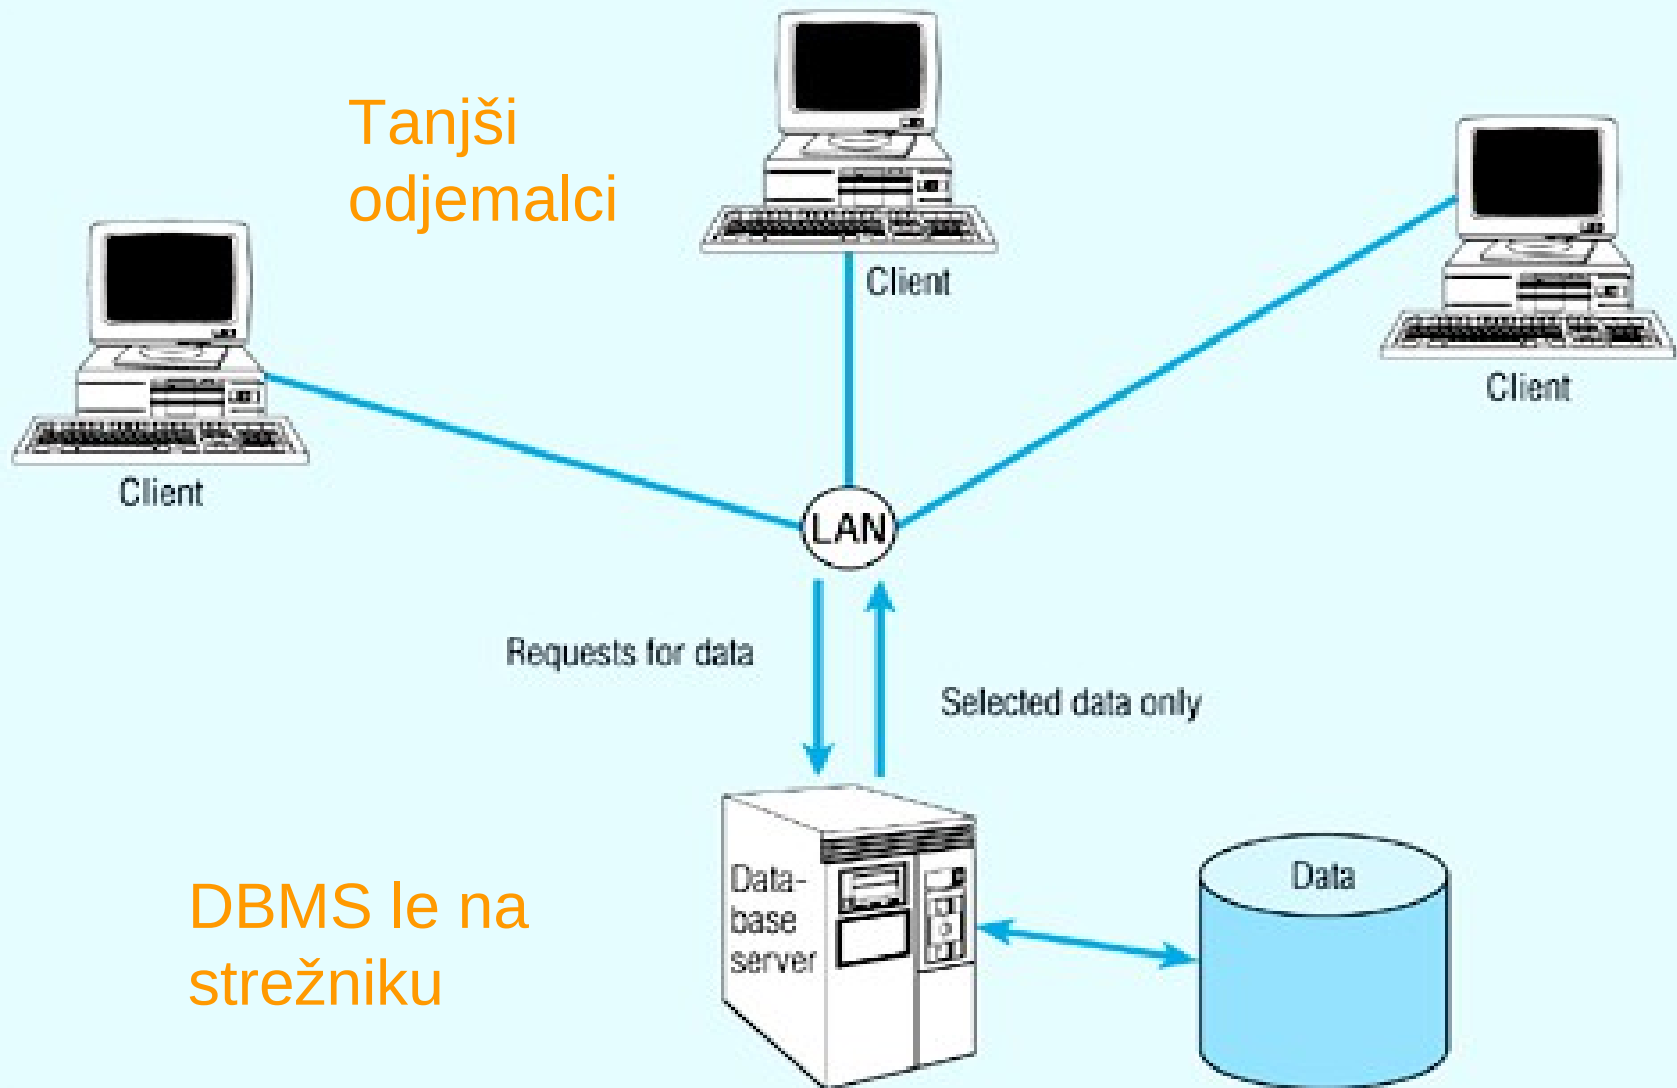 Tanjši
odjemalci
Client
Client
Client
LAN
Requests for data
Selected data only
Data-
base
server
Data
DBMS le na
strežniku